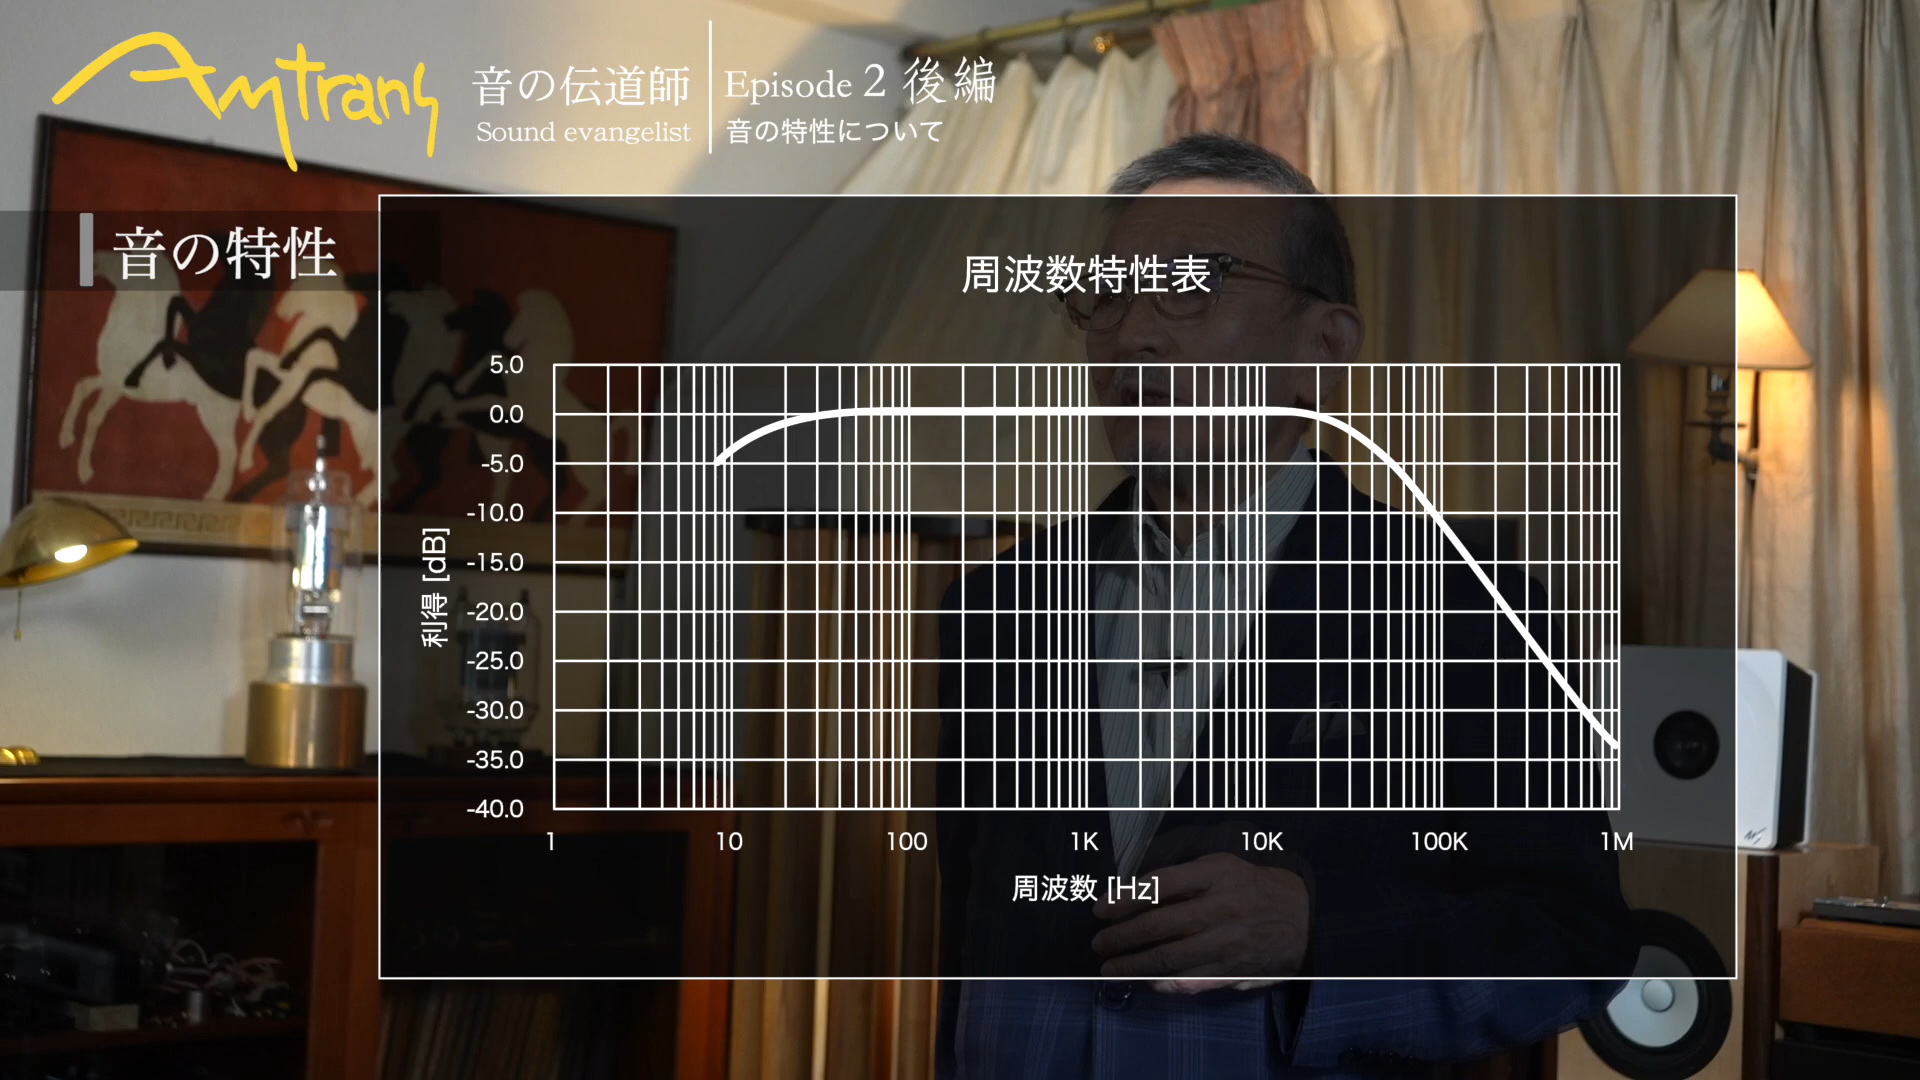 Amtrans
音の伝道師
Sound evangelist
Episode 2 後編
音の特性について
音の特性
周波数特性表
5.0
0.0
-5.0
-10.0
-15.0
-20.0
-25.0
-30.0
-35.0
-40.0
利得 [dB]
1 10 100 1K 10K 100K 1M
周波数 [Hz]